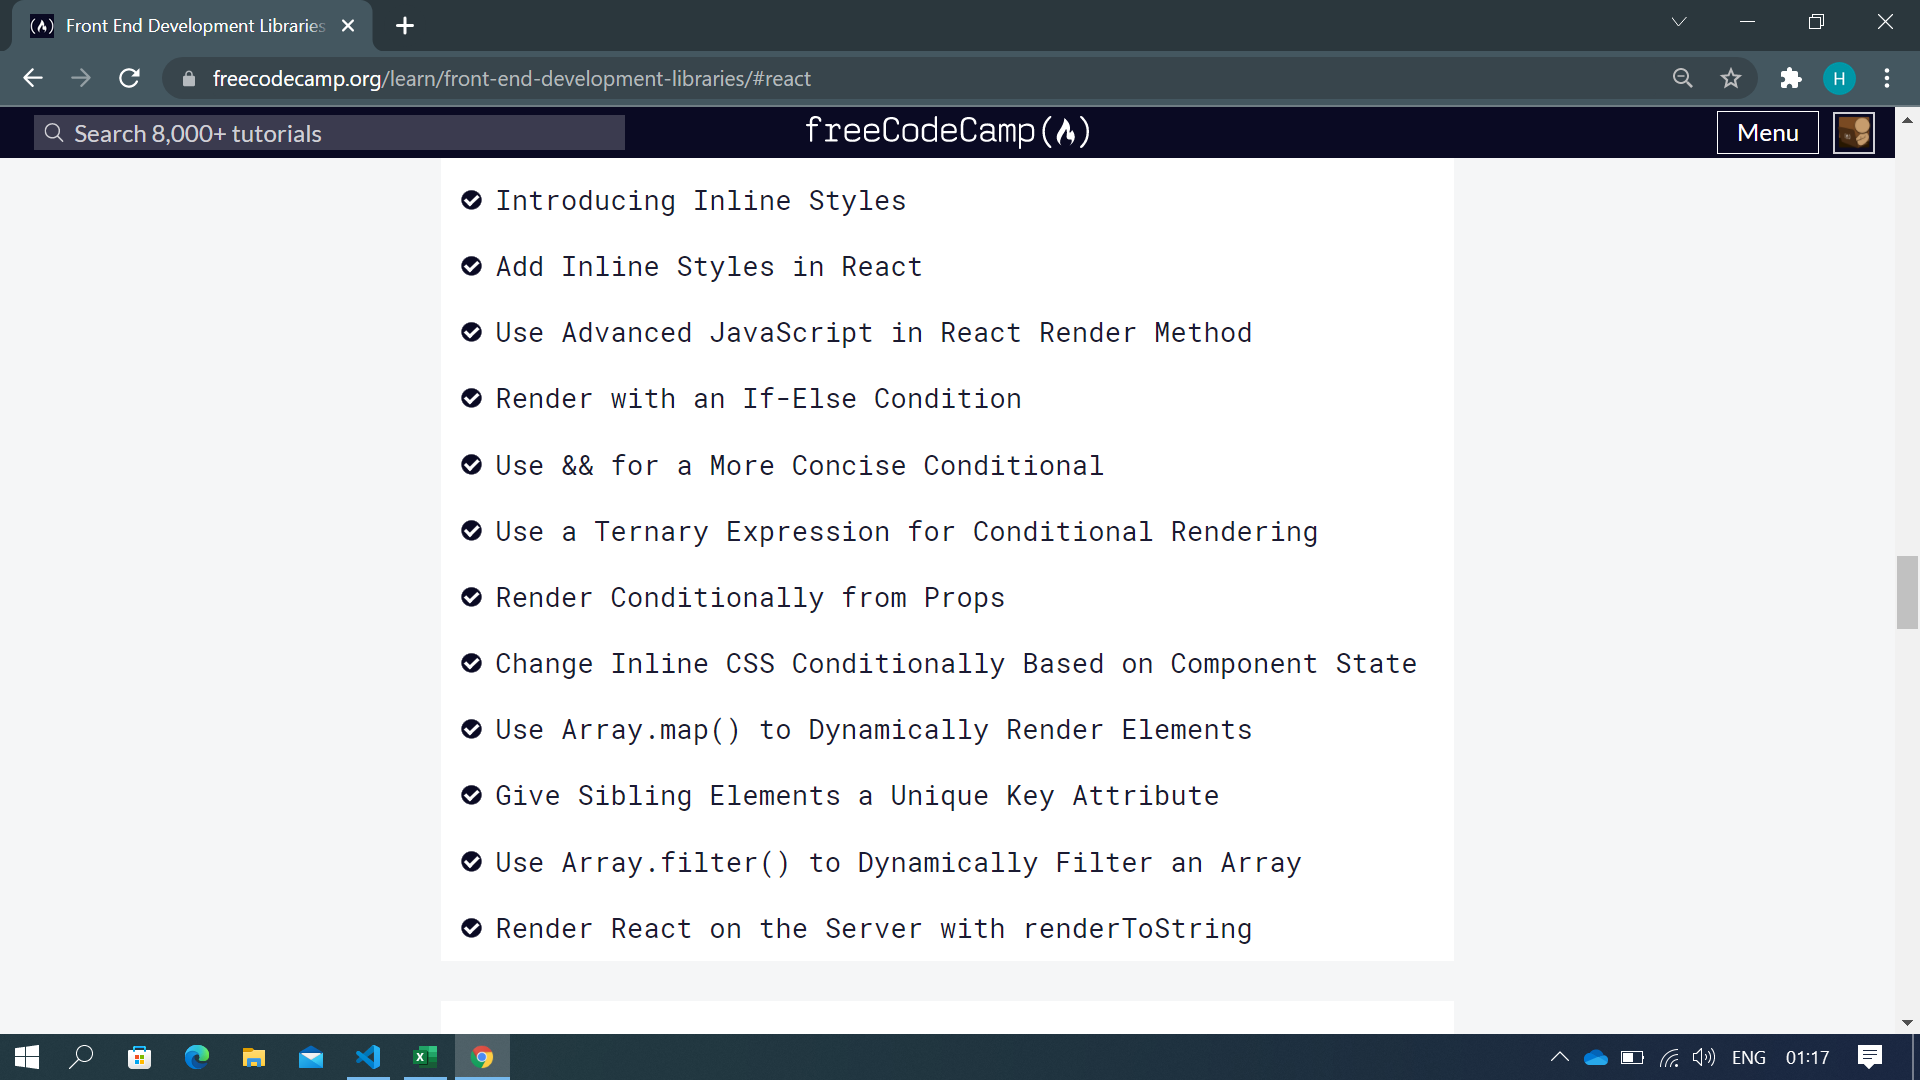 Front End Development Libraries
freecodecamp.org/learn/front-end-development-libraries/#react
H
Search 8,000+ tutorials
freeCodeCamp
Menu
Introducing Inline Styles
Add Inline Styles in React
Use Advanced JavaScript in React Render Method
Render with an If-Else Condition
Use && for a More Concise Conditional
Use a Ternary Expression for Conditional Rendering
Render Conditionally from Props
Change Inline CSS Conditionally Based on Component State
Use Array.map() to Dynamically Render Elements
Give Sibling Elements a Unique Key Attribute
Use Array.filter() to Dynamically Filter an Array
Render React on the Server with renderToString
ENG
01:17